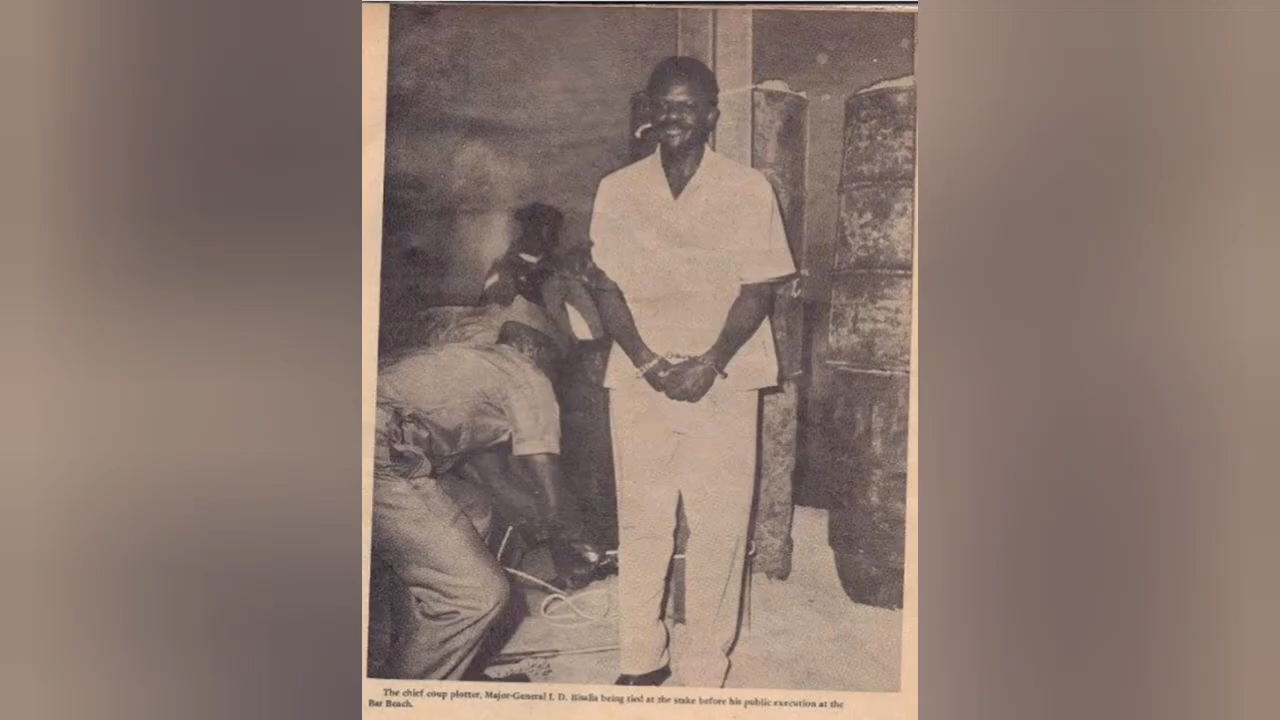 The chief coup plotter, Major-General I. D. Bisalla being tied at the stake before his public execution at the
Bar Beach.